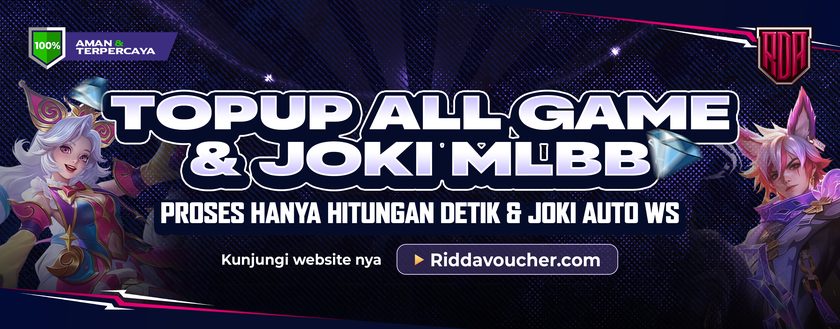 100%
AMAN &
TERPERCAYA
RDA
TOPUP ALL GAME
& JOKI MLBB
PROSES HANYA HITUNGAN DETIK & JOKI AUTO WS
Kunjungi website nya
Riddavoucher.com